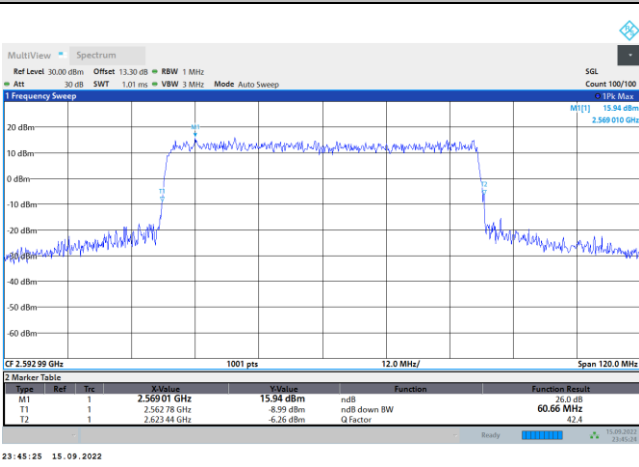 MultiView Spectrum
Ref Level 30.00 dBm Offset 13.30 dB RBW 1 MHz SGL
Att 30 dB SWT 1.01 ms VBW 3 MHz Mode Auto Sweep Count 100/100
1 Frequency Sweep 1Pk Max
M1[1] 15.94 dBm
2.569 010 GHz
M1
20 dBm
10 dBm
0 dBm
T1 T2
-10 dBm
-20 dBm
-30 dBm
-40 dBm
-50 dBm
-60 dBm
CF 2.592 99 GHz 1001 pts 12.0 MHz/ Span 120.0 MHz
2 Marker Table
Type Ref Trc X-Value Y-Value Function Function Result
M1 1 2.569 01 GHz 15.94 dBm ndB 26.0 dB
T1 1 2.562 78 GHz -8.99 dBm ndB down BW 60.66 MHz
T2 1 2.623 44 GHz -6.26 dBm Q Factor 42.4
Ready 15.09.2022
23:45:24
23:45:25 15.09.2022